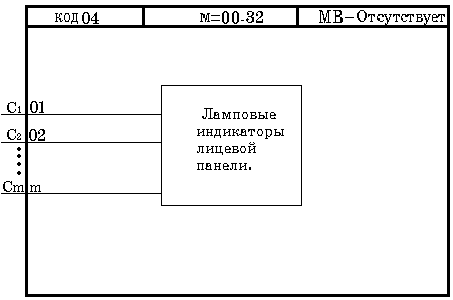 код 04 м=00-32 МВ-Отсутствует
C1 01
C2 02
Cm m
Ламповые
индикаторы
лицевой
панели.